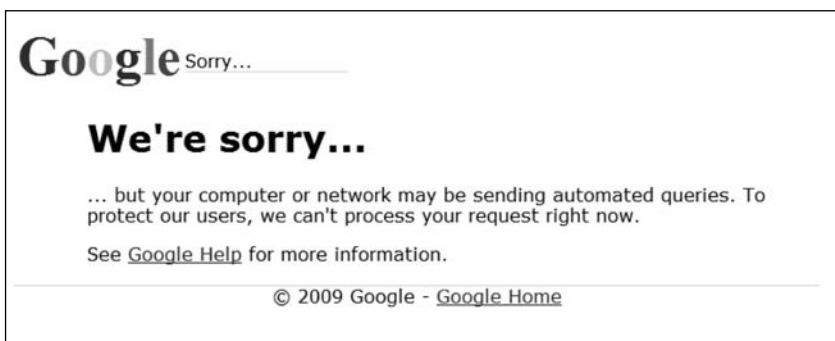 Google Sorry...
We're sorry...
... but your computer or network may be sending automated queries. To
protect our users, we can't process your request right now.
See Google Help for more information.
© 2009 Google - Google Home